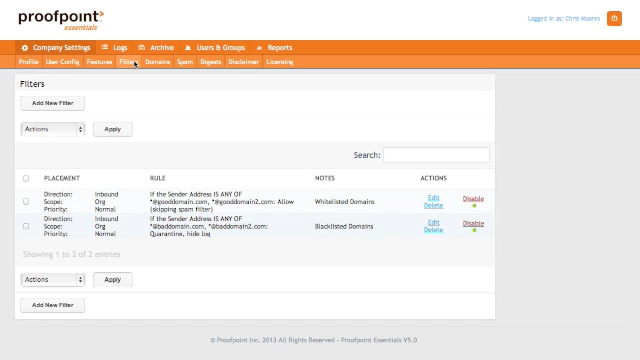 proofpoint
essentials
Logged in as: Chris Moores
Company Settings Logs Archive Users & Groups Reports
Profile User Config Features Filters Domains Spam Digests Disclaimer Licensing
Filters
Add New Filter
Actions Apply
Search:
PLACEMENT RULE NOTES ACTIONS
Direction: Inbound If the Sender Address IS ANY OF
Scope: Org *@gooddomain.com, *@gooddomain2.com: Allow Whitelisted Domains Edit Disable
Priority: Normal (skipping spam filter) Delete
Direction: Inbound If the Sender Address IS ANY OF
Scope: Org *@baddomain.com, *@baddomain2.com: Blacklisted Domains Edit Disable
Priority: Normal Quarantine, hide log Delete
Showing 1 to 2 of 2 entries
Actions Apply
Add New Filter
© Proofpoint Inc. 2013 All Rights Reserved - Proofpoint Essentials V5.0